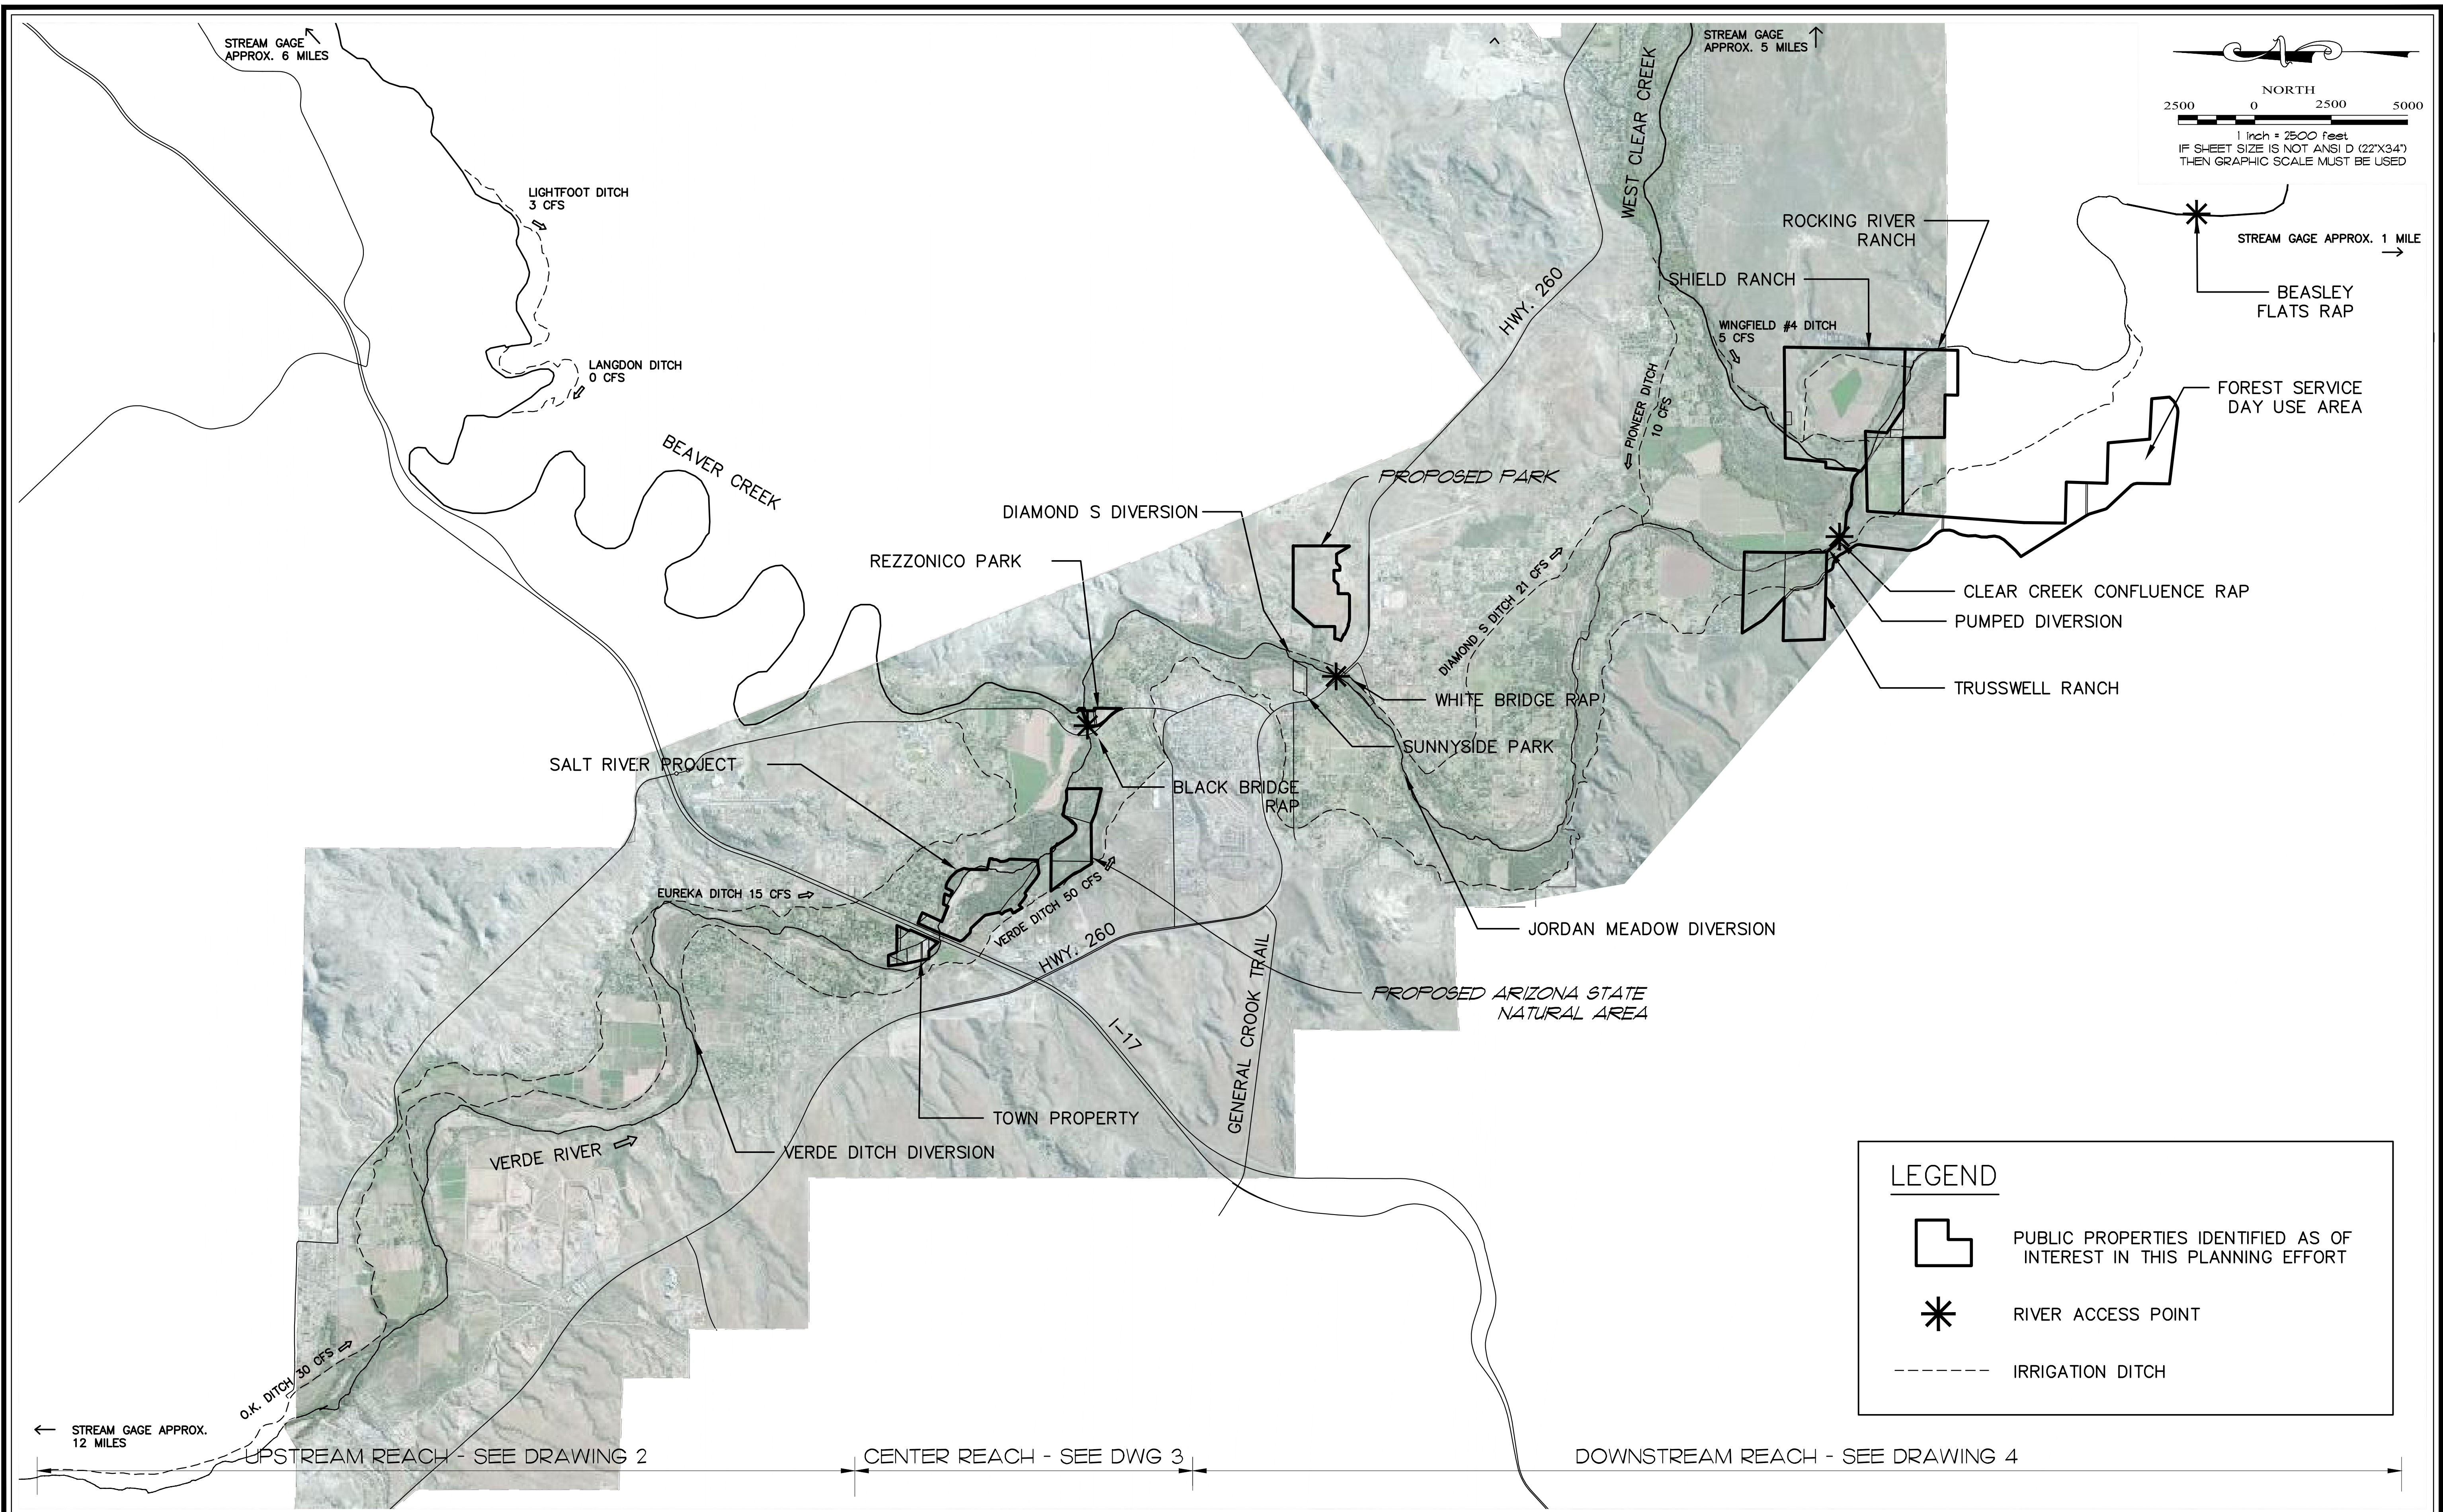 STREAM GAGE
APPROX. 6 MILES
STREAM GAGE
APPROX. 5 MILES
NORTH
2500 0 2500 5000
1 inch = 2500 feet
IF SHEET SIZE IS NOT ANSI D (22"X34")
THEN GRAPHIC SCALE MUST BE USED
WEST CLEAR CREEK
LIGHTFOOT DITCH
3 CFS
ROCKING RIVER
RANCH
STREAM GAGE APPROX. 1 MILE
SHIELD RANCH
BEASLEY
FLATS RAP
HWY. 260
WINGFIELD #4 DITCH
5 CFS
LANGDON DITCH
0 CFS
FOREST SERVICE
DAY USE AREA
PIONEER DITCH
10 CFS
BEAVER CREEK
PROPOSED PARK
DIAMOND S DIVERSION
REZZONICO PARK
DIAMOND S DITCH 21 CFS
CLEAR CREEK CONFLUENCE RAP
PUMPED DIVERSION
TRUSSWELL RANCH
WHITE BRIDGE RAP
SUNNYSIDE PARK
SALT RIVER PROJECT
BLACK BRIDGE
RAP
EUREKA DITCH 15 CFS
VERDE DITCH 50 CFS
HWY. 260
JORDAN MEADOW DIVERSION
GENERAL CROOK TRAIL
PROPOSED ARIZONA STATE
NATURAL AREA
I-17
TOWN PROPERTY
VERDE RIVER
VERDE DITCH DIVERSION
LEGEND
PUBLIC PROPERTIES IDENTIFIED AS OF
INTEREST IN THIS PLANNING EFFORT
RIVER ACCESS POINT
IRRIGATION DITCH
O.K. DITCH 30 CFS
STREAM GAGE APPROX.
12 MILES
UPSTREAM REACH - SEE DRAWING 2
CENTER REACH - SEE DWG 3
DOWNSTREAM REACH - SEE DRAWING 4